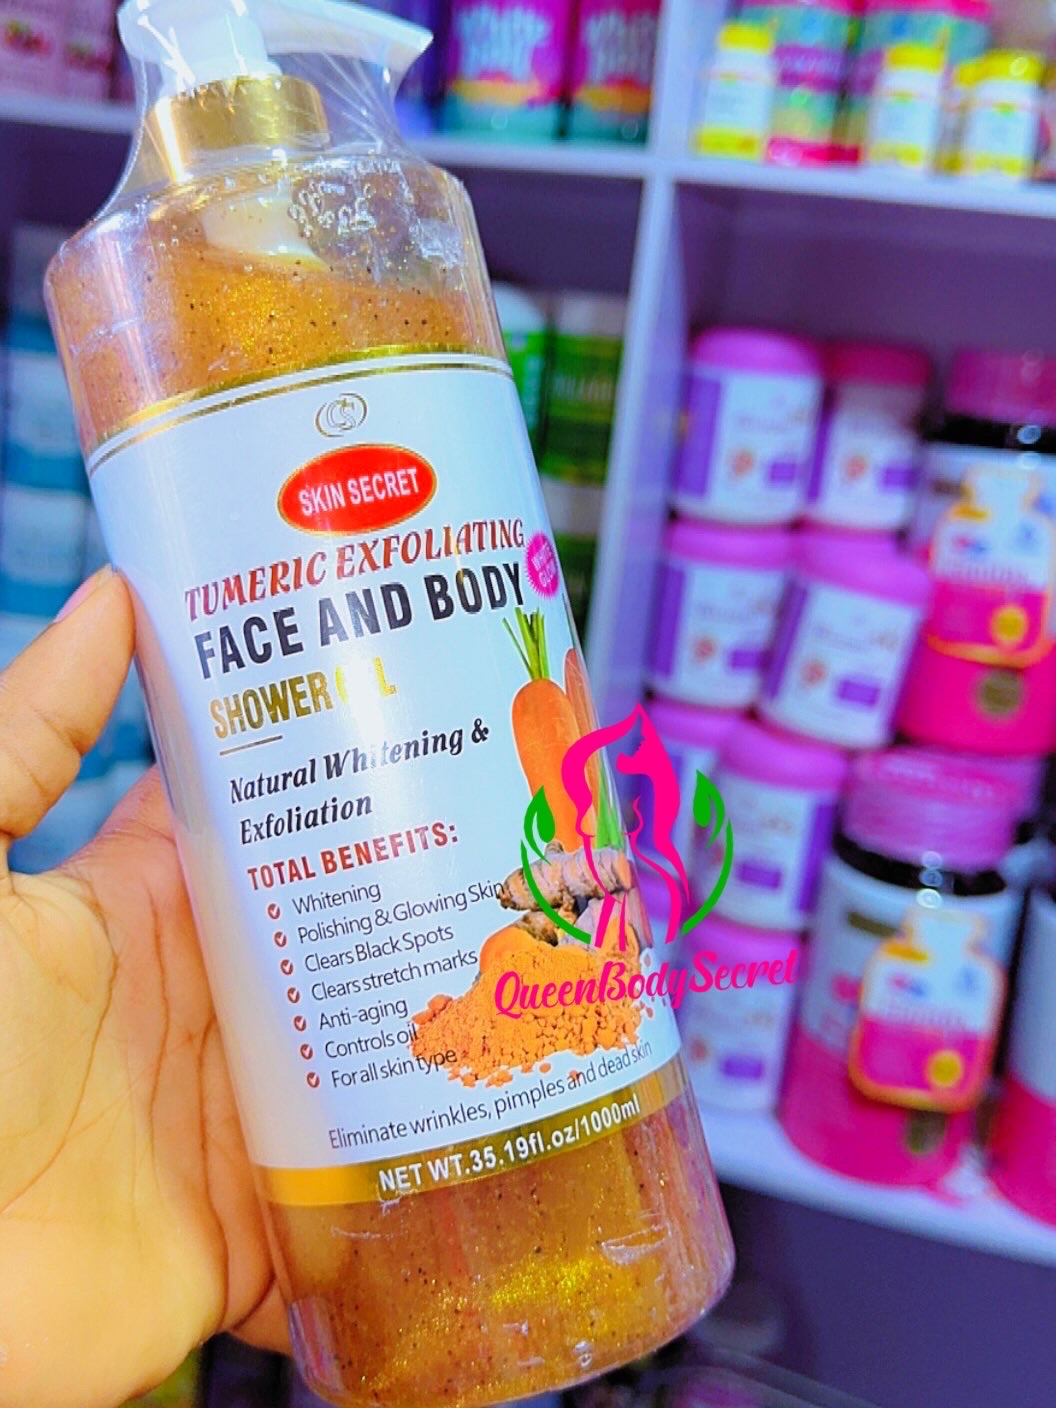 CS
SKIN SECRET
TUMERIC EXFOLIATING
FACE AND BODY
SHOWER
Natural Whitening &
Exfoliation
TOTAL BENEFITS:
Whitening
Polishing & Glowing Skin
Clears Black Spots
Clears stretch marks
Anti-aging
Controls oil
For all skin type
Eliminate wrinkles, pimples and dead skin
NET WT.35.19fl.oz/1000ml
QueenBodySecret